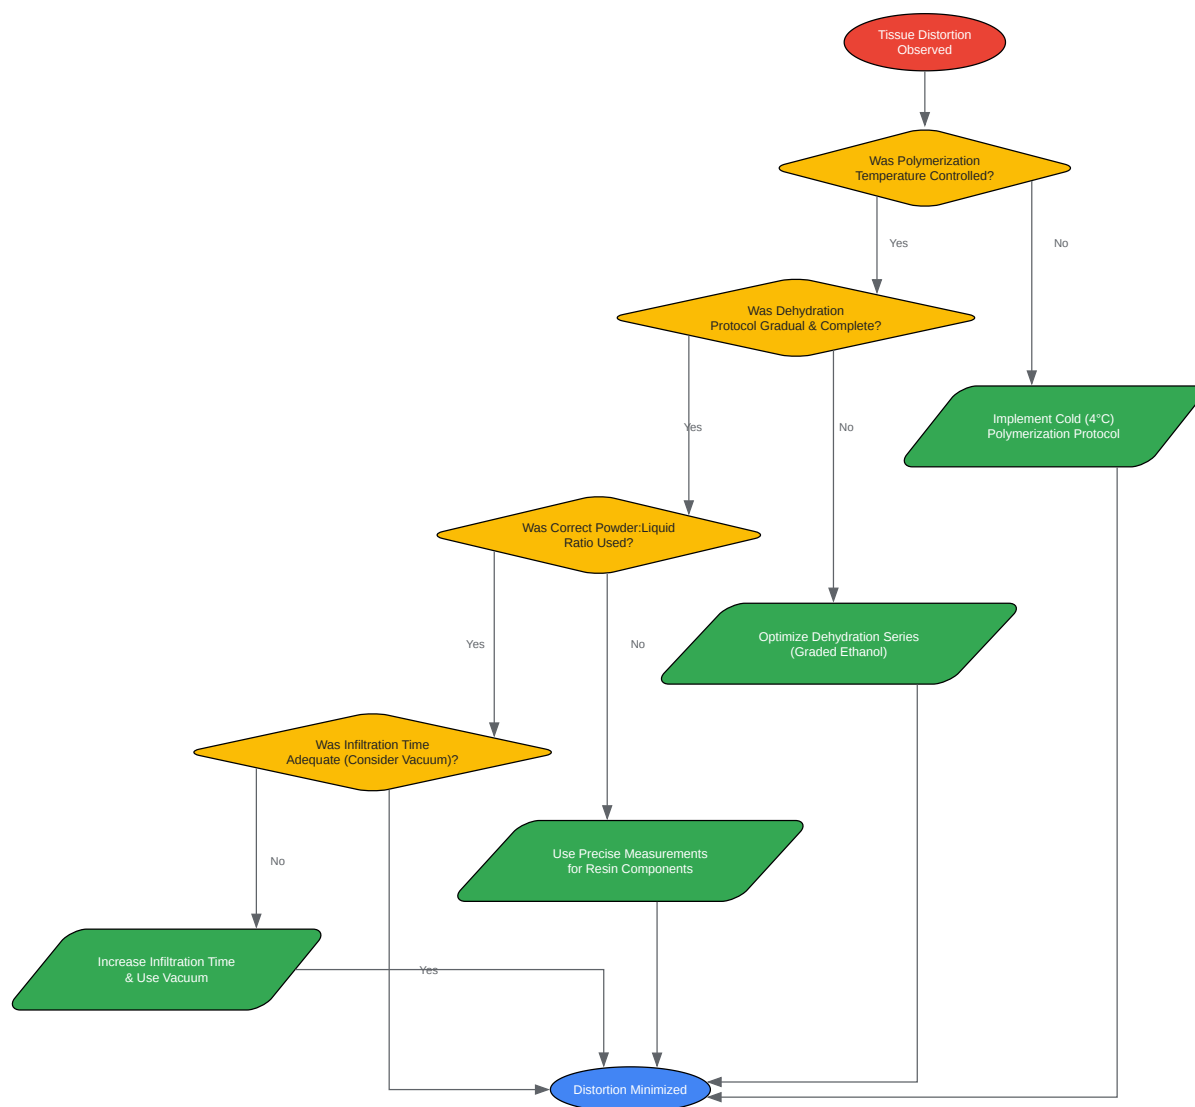 Tissue Distortion
Observed
Was Polymerization
Temperature Controlled?
Yes
No
Was Dehydration
Protocol Gradual & Complete?
Implement Cold (4°C)
Polymerization Protocol
Yes
No
Was Correct Powder:Liquid
Ratio Used?
Yes
No
Optimize Dehydration Series
(Graded Ethanol)
Was Infiltration Time
Adequate (Consider Vacuum)?
Use Precise Measurements
for Resin Components
No
Increase Infiltration Time
& Use Vacuum
Yes
Distortion Minimized